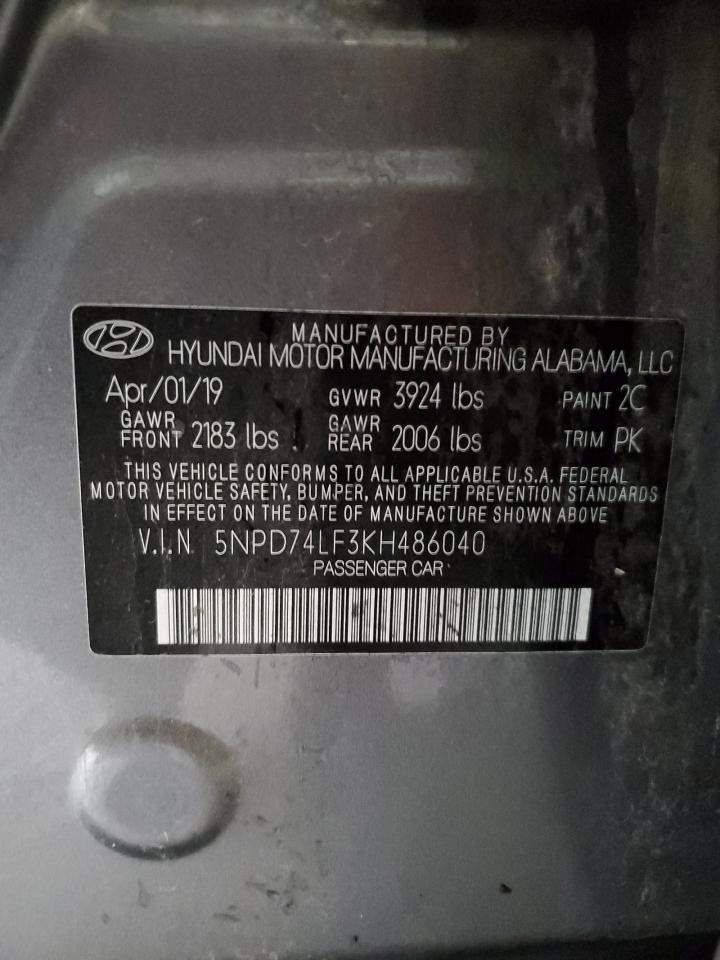 MANUFACTURED BY
HYUNDAI MOTOR MANUFACTURING ALABAMA, LLC
Apr/01/19 GVWR 3924 lbs PAINT 2C
GAWR FRONT 2183 lbs GAWR REAR 2006 lbs TRIM PK
THIS VEHICLE CONFORMS TO ALL APPLICABLE U.S.A. FEDERAL
MOTOR VEHICLE SAFETY, BUMPER, AND THEFT PREVENTION STANDARDS
IN EFFECT ON THE DATE OF MANUFACTURE SHOWN ABOVE
V.I.N 5NPD74LF3KH486040
PASSENGER CAR